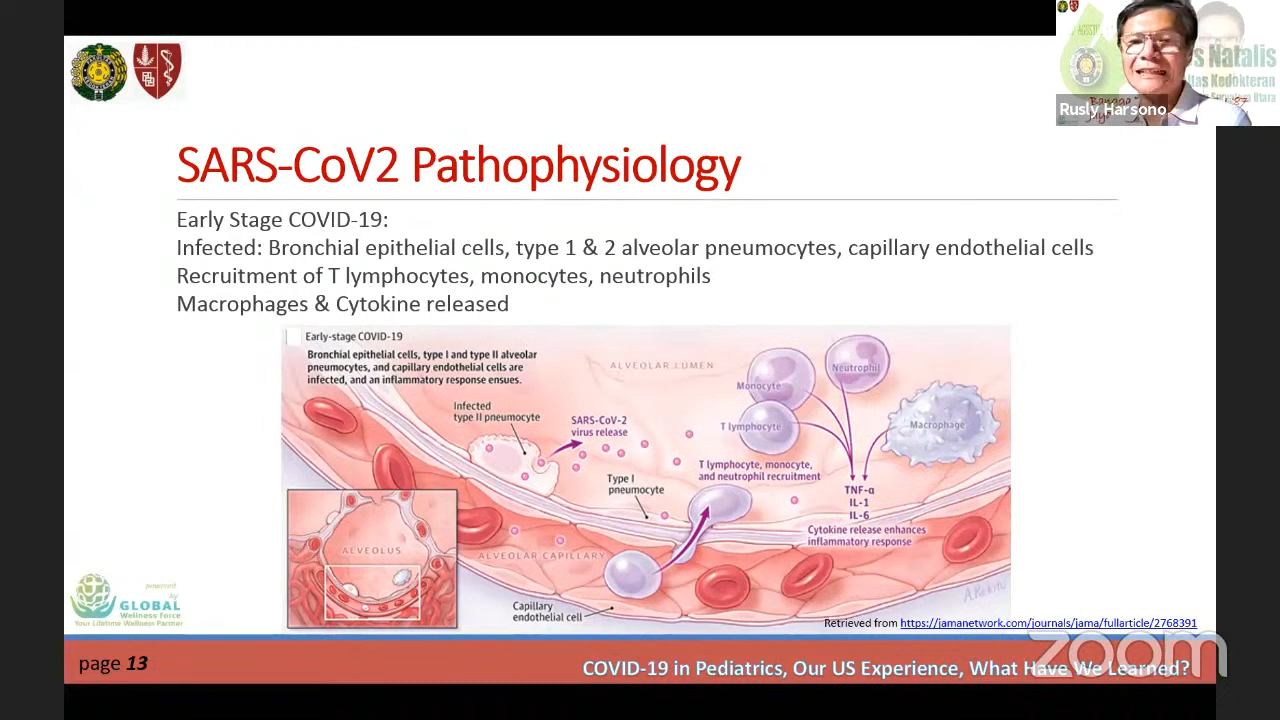 s Natalis
tas Kedokteran
Rusly Harsono
SARS-CoV2 Pathophysiology
Early Stage COVID-19:
Infected: Bronchial epithelial cells, type 1 & 2 alveolar pneumocytes, capillary endothelial cells
Recruitment of T lymphocytes, monocytes, neutrophils
Macrophages & Cytokine released
Early-stage COVID-19
Bronchial epithelial cells, type I and type II alveolar
pneumocytes, and capillary endothelial cells are
infected, and an inflammatory response ensues.
ALVEOLAR LUMEN
Monocyte
Neutrophil
Infected
type II pneumocyte
SARS-CoV-2
virus release
T lymphocyte
Macrophage
T lymphocyte, monocyte,
and neutrophil recruitment
Type I
pneumocyte
TNF-α
IL-1
IL-6
Cytokine release enhances
inflammatory response
ALVEOLUS
ALVEOLAR CAPILLARY
Capillary
endothelial cell
powered
by
GLOBAL
Wellness Force
Your Lifetime Wellness Partner
Retrieved from https://jamanetwork.com/journals/jama/fullarticle/2768391
page 13
COVID-19 in Pediatrics, Our US Experience, What Have We Learned?
zoom